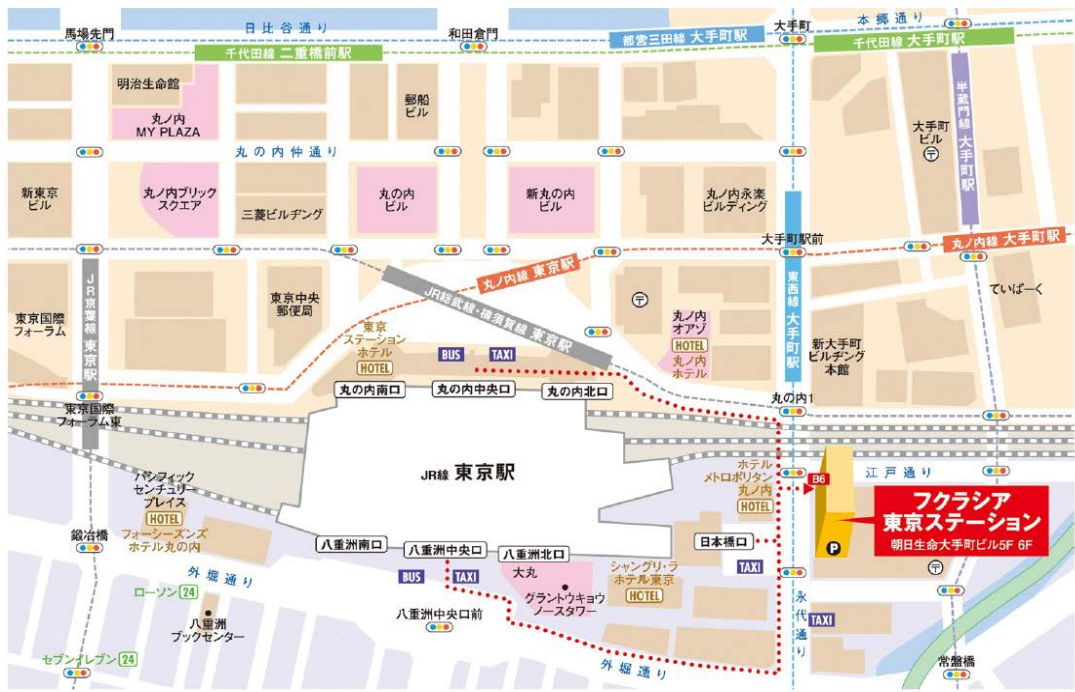 馬場先門
日比谷通り
和田倉門
都営三田線 大手町駅
大手町
本郷通り
千代田線 二重橋前駅
千代田線 大手町駅
明治生命館
丸ノ内
MY PLAZA
郵船
ビル
大手町
ビル
半蔵門線 大手町駅
丸の内仲通り
新東京
ビル
丸ノ内ブリック
スクエア
三菱ビルヂング
丸の内
ビル
新丸の内
ビル
丸ノ内永楽
ビルディング
大手町駅前
丸ノ内線 大手町駅
丸ノ内線 東京駅
JR京葉線 東京駅
JR総武線・横須賀線 東京駅
東西線 大手町駅
東京国際
フォーラム
東京中央
郵便局
東京
ステーション
ホテル
HOTEL
BUS
TAXI
丸ノ内
オアゾ
HOTEL
丸ノ内
ホテル
新大手町
ビルヂング
本館
ていぱーく
丸の内南口
丸の内中央口
丸の内北口
丸の内1
東京国際
フォーラム東
JR線 東京駅
パシフィック
センチュリー
プレイス
HOTEL
フォーシーズンズ
ホテル丸の内
ホテル
メトロポリタン
丸ノ内
HOTEL
B6
江戸通り
フクラシア
東京ステーション
朝日生命大手町ビル5F 6F
P
鍛冶橋
八重洲南口
八重洲中央口
八重洲北口
日本橋口
TAXI
BUS
TAXI
大丸
グラントウキョウ
ノースタワー
シャングリ・ラ
ホテル東京
HOTEL
外堀通り
ローソン 24
八重洲
ブックセンター
八重洲中央口前
永代通り
TAXI
セブンイレブン 24
外堀通り
常盤橋